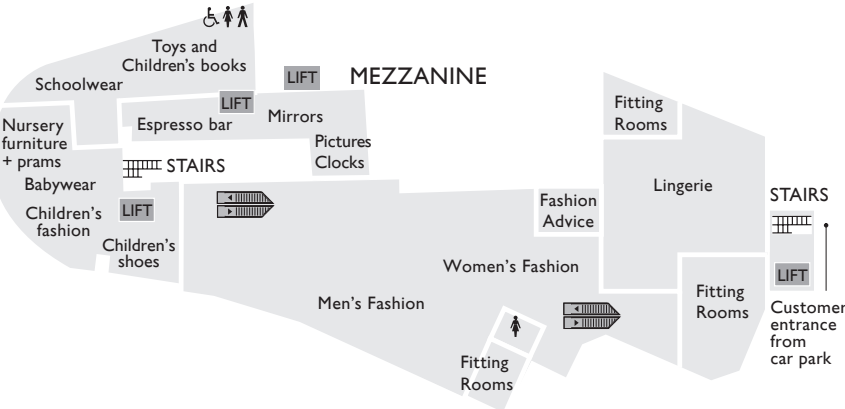 Toys and
Children's books
Schoolwear
LIFT
MEZZANINE
LIFT
Espresso bar
Mirrors
Pictures
Clocks
Nursery
furniture
+ prams
STAIRS
Babywear
LIFT
Children's
fashion
Children's
shoes
Men's Fashion
Women's Fashion
Fashion
Advice
Fitting
Rooms
Fitting
Rooms
Lingerie
Fitting
Rooms
STAIRS
LIFT
Customer
entrance
from
car park